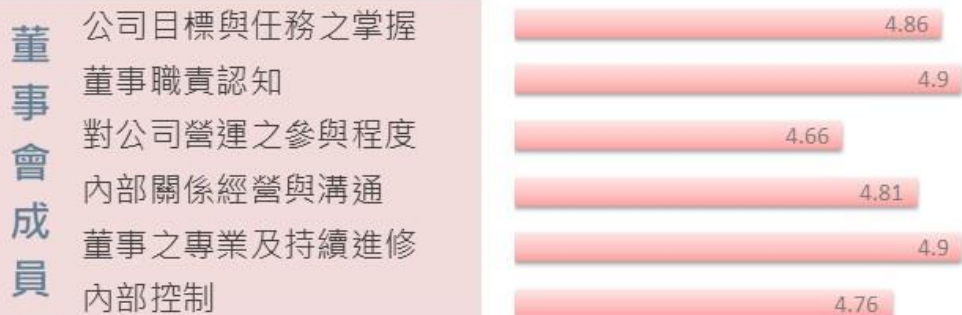 董事會成員
公司目標與任務之掌握 4.86
董事職責認知 4.9
對公司營運之參與程度 4.66
內部關係經營與溝通 4.81
董事之專業及持續進修 4.9
內部控制 4.76